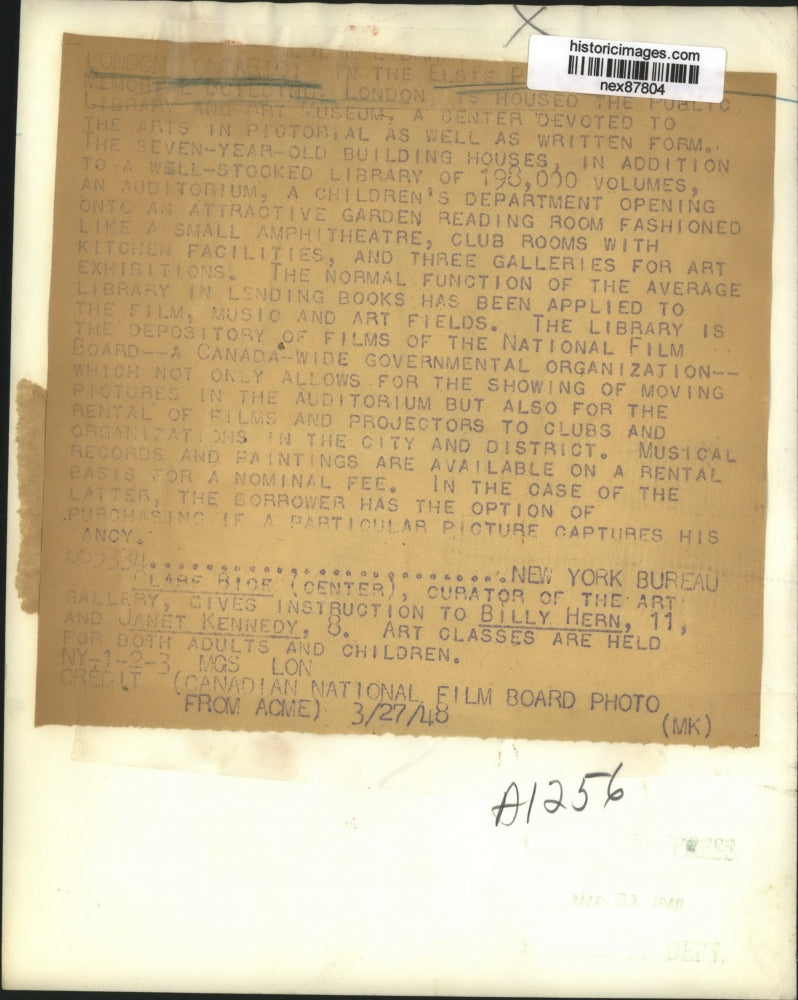 historicimages.com
nex87804
LONDON, ONTARIO: IN THE ELSIE P
MEMORIAL BUILDING, LONDON, IS HOUSED THE PUBLIC
LIBRARY AND ART MUSEUM, A CENTER DEVOTED TO
THE ARTS IN PICTORIAL AS WELL AS WRITTEN FORM.
THE SEVEN-YEAR-OLD BUILDING HOUSES, IN ADDITION
TO A WELL-STOCKED LIBRARY OF 198,000 VOLUMES,
AN AUDITORIUM, A CHILDREN'S DEPARTMENT OPENING
ONTO AN ATTRACTIVE GARDEN READING ROOM FASHIONED
LIKE A SMALL AMPHITHEATRE, CLUB ROOMS WITH
KITCHEN FACILITIES, AND THREE GALLERIES FOR ART
EXHIBITIONS. THE NORMAL FUNCTION OF THE AVERAGE
LIBRARY IN LENDING BOOKS HAS BEEN APPLIED TO
THE FILM, MUSIC AND ART FIELDS. THE LIBRARY IS
THE DEPOSITORY OF FILMS OF THE NATIONAL FILM
BOARD--A CANADA-WIDE GOVERNMENTAL ORGANIZATION--
WHICH NOT ONLY ALLOWS FOR THE SHOWING OF MOVING
PICTURES IN THE AUDITORIUM BUT ALSO FOR THE
RENTAL OF FILMS AND PROJECTORS TO CLUBS AND
ORGANIZATIONS IN THE CITY AND DISTRICT. MUSICAL
RECORDS AND PAINTINGS ARE AVAILABLE ON A RENTAL
BASIS FOR A NOMINAL FEE. IN THE CASE OF THE
LATTER, THE BORROWER HAS THE OPTION OF
PURCHASING IF A PARTICULAR PICTURE CAPTURES HIS
ANCY.
NEW YORK BUREAU
CLARE BICE (CENTER), CURATOR OF THE ART
GALLERY, GIVES INSTRUCTION TO BILLY HERN, 11,
AND JANET KENNEDY, 8. ART CLASSES ARE HELD
FOR BOTH ADULTS AND CHILDREN.
NY-1-2-3 MGS LON
CREDIT (CANADIAN NATIONAL FILM BOARD PHOTO
FROM ACME) 3/27/48 (MK)
A1256